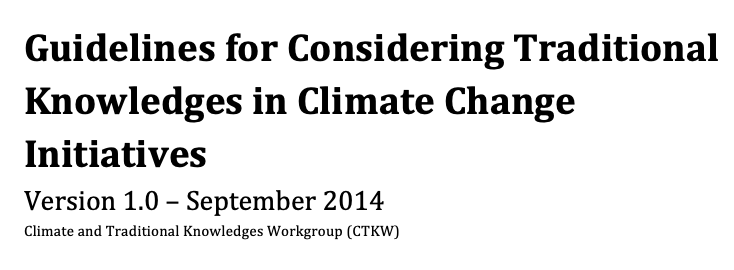 Guidelines for Considering Traditional
Knowledges in Climate Change
Initiatives
Version 1.0 – September 2014
Climate and Traditional Knowledges Workgroup (CTKW)